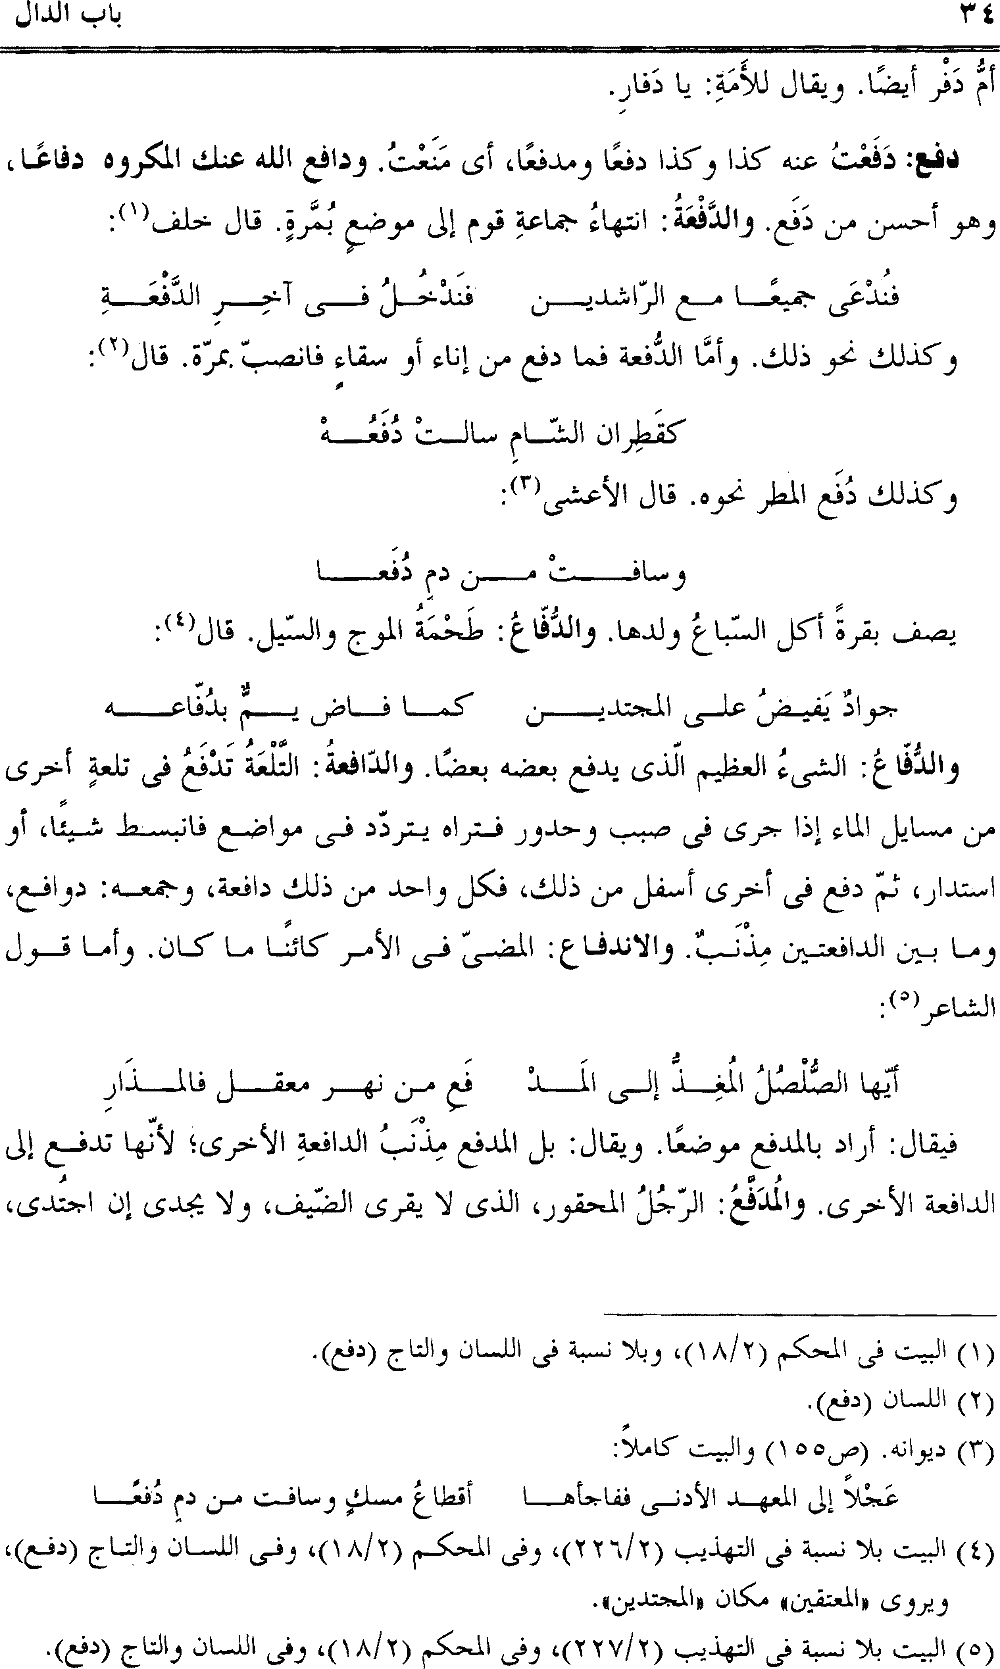 ٣٤ باب الدال
أمُّ دَفْر أيضًا. ويقال للأَمَةِ: يا دَفارِ.
دفع: دَفَعْتُ عنه كذا وكذا دفعًا ومدفعًا، أى مَنَعْتُ. ودافع الله عنك المكروه دفاعًا،
وهو أحسن من دَفَع. والدَّفْعَةُ: انتهاءُ جماعةِ قوم إلى موضعٍ بُمَّرةٍ. قال خلف(١):
فنُدْعَى جميعًا مع الرّاشدين فنَدْخُلُ فى آخِرِ الدَّفْعَةِ
وكذلك نحو ذلك. وأمَّا الدُّفعة فما دفع من إناء أو سقاءٍ فانصبّ بمرّة. قال(٢):
كقَطِران الشّامِ سالتْ دُفَعُهْ
وكذلك دُفَع المطر نحوه. قال الأعشى(٣):
وسافتْ من دمِ دُفَعا
يصف بقرةً أكل السّباعُ ولدها. والدُّفّاعُ: طَحْمَةُ الموج والسّيل. قال(٤):
جوادٌ يَفيضُ على المجتدين كما فاض يمٌّ بدُفّاعه
والدُّفّاعُ: الشىءُ العظيم الّذى يدفع بعضه بعضًا. والدّافعةُ: التَّلْعَةُ تَدْفَعُ فى تلعةٍ أخرى
من مسايل الماء إذا جرى فى صبب وحدور فتراه يتردّد فى مواضع فانبسط شيئًا، أو
استدار، ثمّ دفع فى أخرى أسفل من ذلك، فكل واحد من ذلك دافعة، وجمعه: دوافع،
وما بين الدافعتين مِذْنَبٌ. والاندفاع: المضىّ فى الأمر كائنًا ما كان. وأما قول
الشاعر(٥):
أيّها الصُّلْصُلُ المُغِذُّ إلى المَدْ فَعِ من نهر معقل فالمذَارِ
فيقال: أراد بالمدفع موضعًا. ويقال: بل المدفع مِذْنَبُ الدافعةِ الأخرى؛ لأنّها تدفع إلى
الدافعة الأخرى. والمُدَفَّعُ: الرّجُلُ المحقور، الذى لا يقرى الضّيف، ولا يجدى إن اجتُدى،
(١) البيت فى المحكم (١٨/٢)، وبلا نسبة فى اللسان والتاج (دفع).
(٢) اللسان (دفع).
(٣) ديوانه. (ص١٥٥) والبيت كاملاً:
عَجْلاً إلى المعهد الأدنى ففاجأها أقطاعُ مسكٍ وسافت من دمِ دُفعًا
(٤) البيت بلا نسبة فى التهذيب (٢٢٦/٢)، وفى المحكم (١٨/٢)، وفى اللسان والتاج (دفع)،
ويروى «المعتقين» مكان «المجتدين».
(٥) البيت بلا نسبة فى التهذيب (٢٢٧/٢)، وفى المحكم (١٨/٢)، وفى اللسان والتاج (دفع).